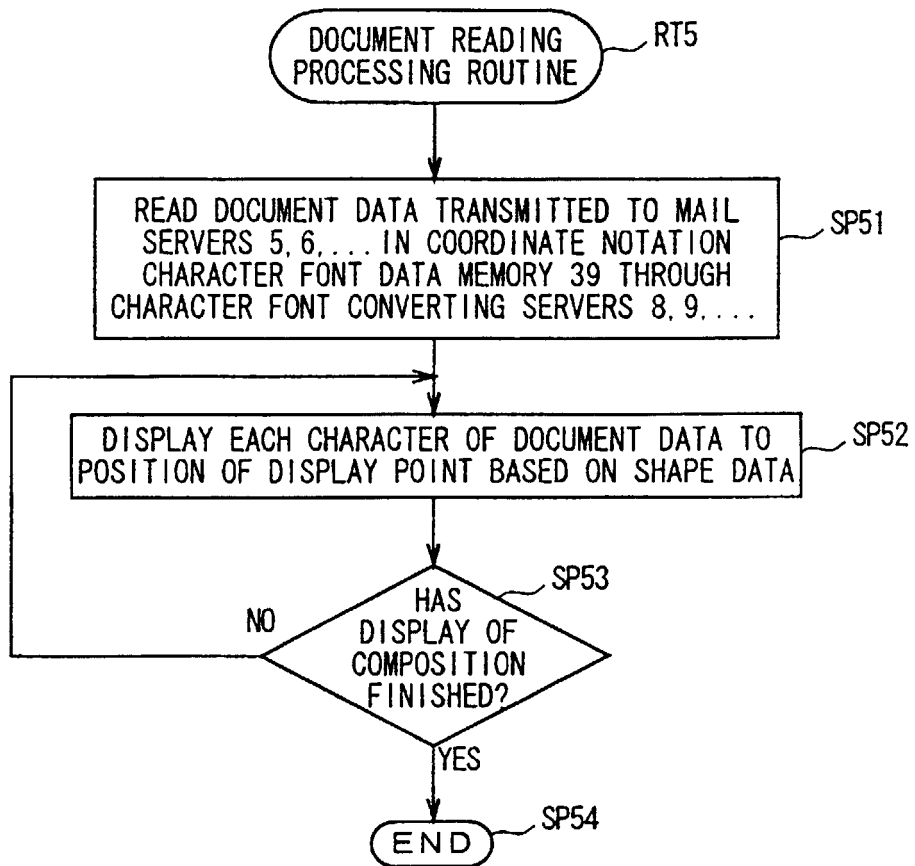 DOCUMENT READING
PROCESSING ROUTINE
RT5
READ DOCUMENT DATA TRANSMITTED TO MAIL
SERVERS 5, 6, .... IN COORDINATE NOTATION
CHARACTER FONT DATA MEMORY 39 THROUGH
CHARACTER FONT CONVERTING SERVERS 8, 9, ....
SP51
DISPLAY EACH CHARACTER OF DOCUMENT DATA TO
POSITION OF DISPLAY POINT BASED ON SHAPE DATA
SP52
HAS
DISPLAY OF
COMPOSITION
FINISHED?
SP53
NO
YES
END
SP54